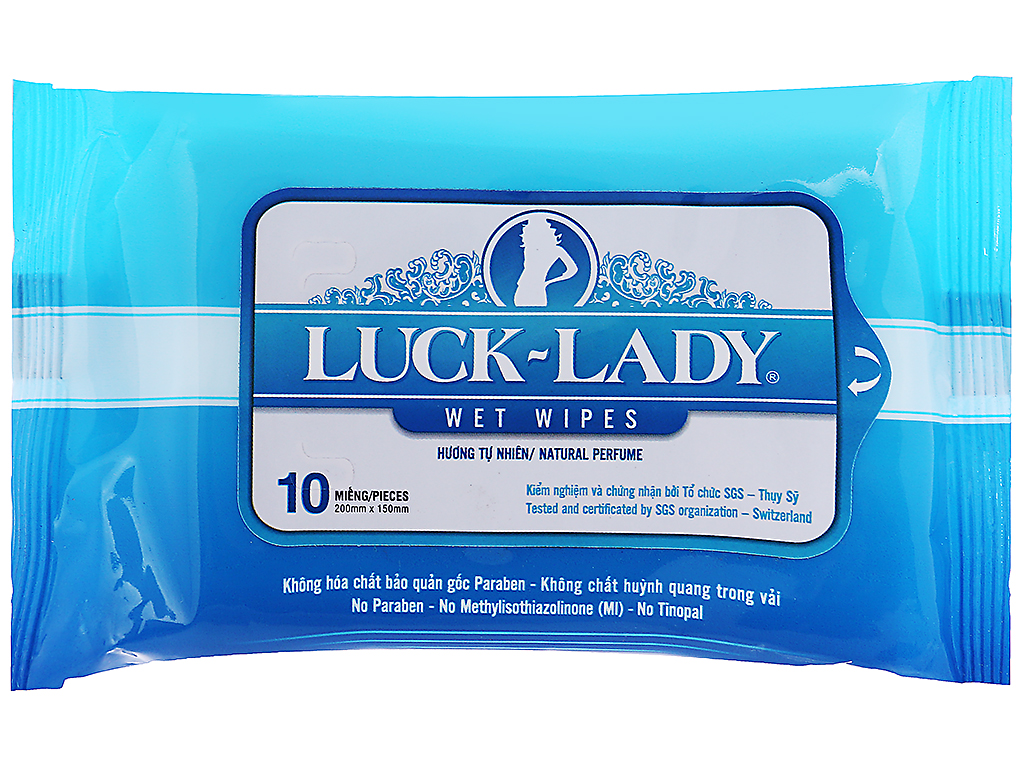 LUCK~LADY®
WET WIPES
HƯƠNG TỰ NHIÊN/ NATURAL PERFUME
10 MIẾNG/PIECES
200mm x 150mm
Kiểm nghiệm và chứng nhận bởi Tổ chức SGS – Thụy Sỹ
Tested and certificated by SGS organization – Switzerland
Không hóa chất bảo quản gốc Paraben - Không chất huỳnh quang trong vải
No Paraben - No Methylisothiazolinone (MI) - No Tinopal